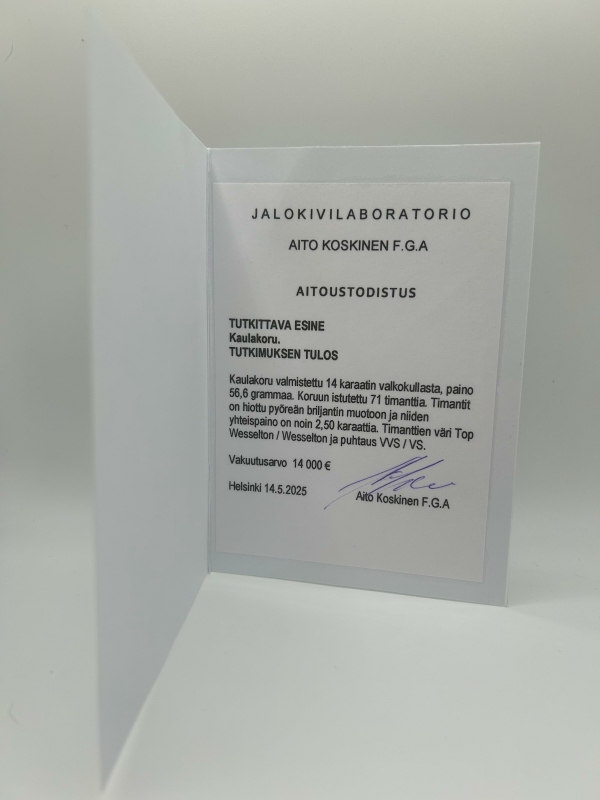 JALOKIVILABORATORIO
AITO KOSKINEN F.G.A
AITOUSTODISTUS
TUTKITTAVA ESINE
Kaulakoru.
TUTKIMUKSEN TULOS
Kaulakoru valmistettu 14 karaatin valkokullasta, paino
56,6 grammaa. Koruun istutettu 71 timanttia. Timantit
on hiottu pyöreän briljantin muotoon ja niiden
yhteispaino on noin 2,50 karaattia. Timanttien väri Top
Wesselton / Wesselton ja puhtaus VVS / VS.
Vakuutusarvo 14 000 €
Helsinki 14.5.2025
Aito Koskinen F.G.A